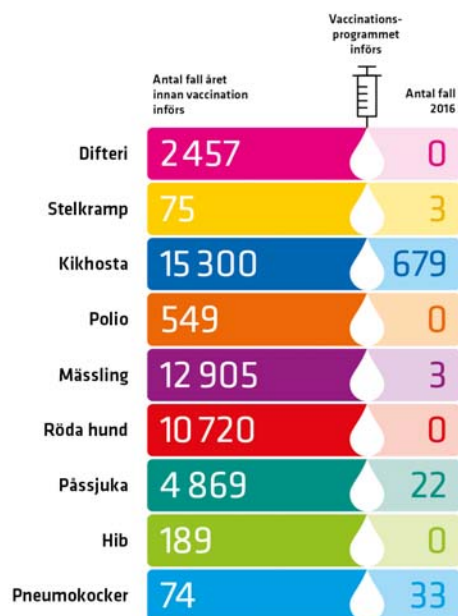 Vaccinations-
programmet
införs
Antal fall året
innan vaccination
införs
Antal fall
2016
Difteri 2 457 0
Stelkramp 75 3
Kikhosta 15 300 679
Polio 549 0
Mässling 12 905 3
Röda hund 10 720 0
Påssjuka 4 869 22
Hib 189 0
Pneumokocker 74 33